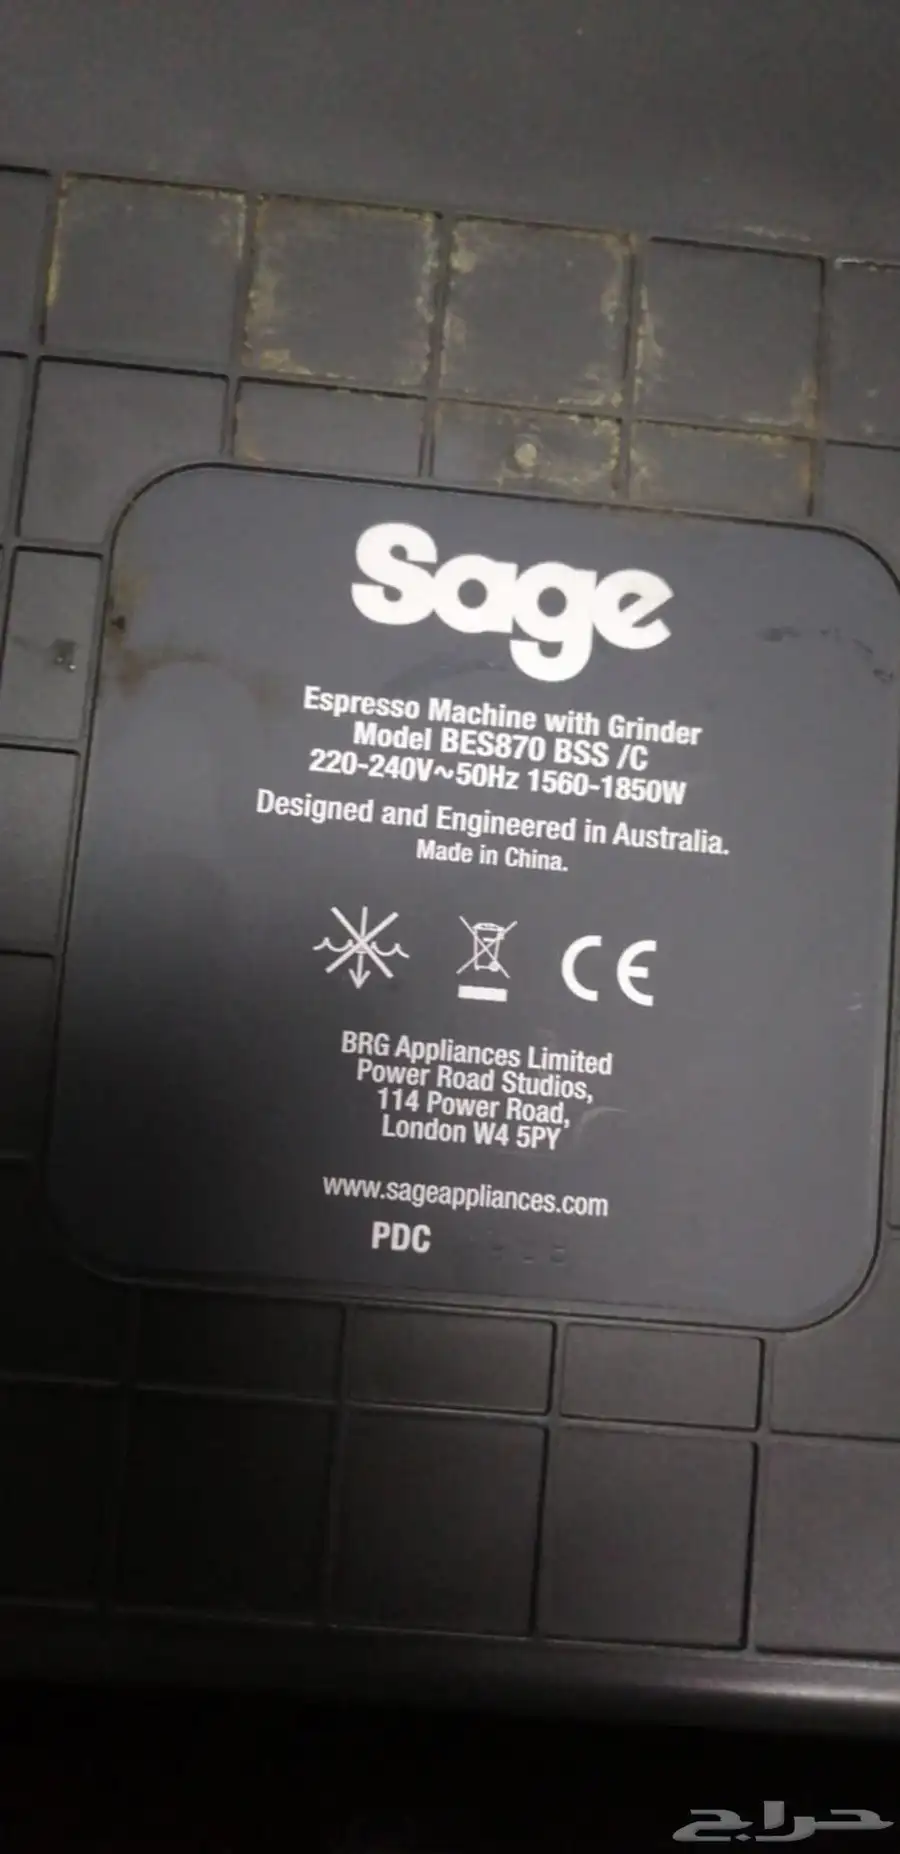 Sage
Espresso Machine with Grinder
Model BES870 BSS /C
220-240V~50Hz 1560-1850W
Designed and Engineered in Australia.
Made in China.
CE
BRG Appliances Limited
Power Road Studios,
114 Power Road,
London W4 5PY
www.sageappliances.com
PDC
حراج